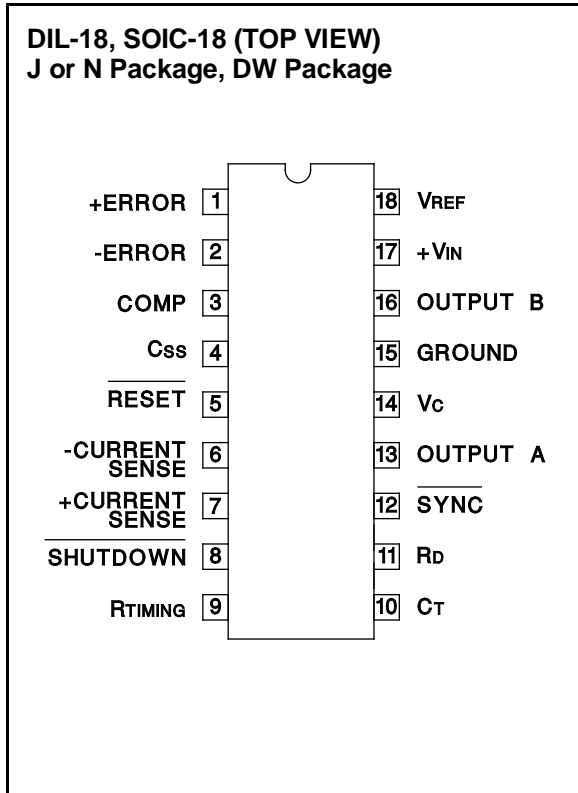 DIL-18, SOIC-18 (TOP VIEW)
J or N Package, DW Package
+ERROR 1
18 VREF
-ERROR 2
17 +VIN
COMP 3
16 OUTPUT B
CSS 4
15 GROUND
RESET 5
14 VC
-CURRENT
SENSE 6
13 OUTPUT A
+CURRENT
SENSE 7
12 SYNC
SHUTDOWN 8
11 RD
RTIMING 9
10 CT